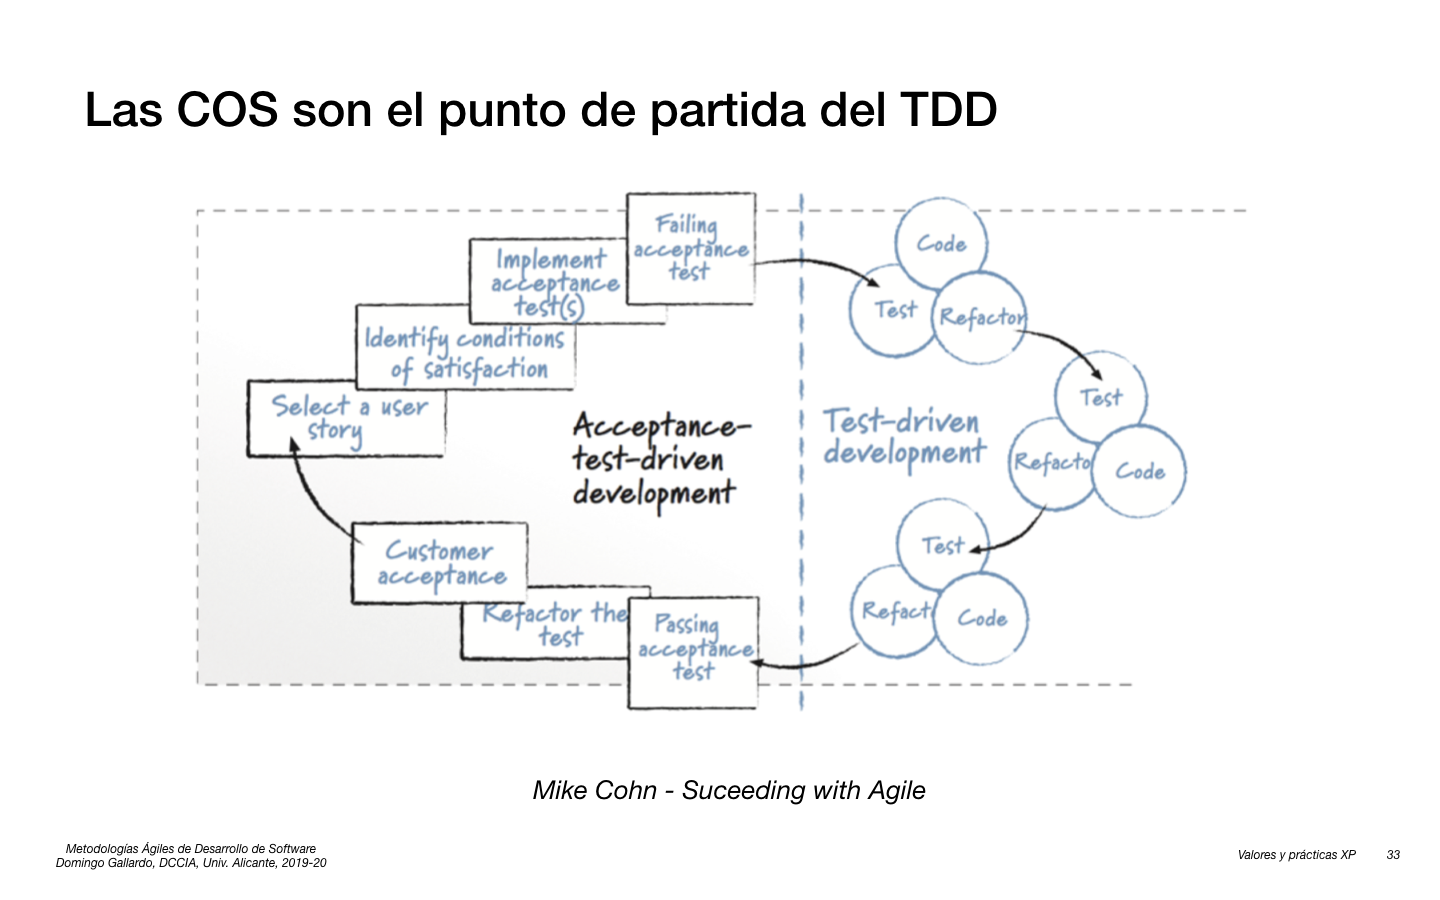 Las COS son el punto de partida del TDD
Failing
acceptance
test
Implement
acceptance
test(s)
Identify conditions
of satisfaction
Select a user
story
Acceptance-
test-driven
development
Customer
acceptance
Refactor the
test
Passing
acceptance
test
Code
Test
Refactor
Test-driven
development
Test
Refacto
Code
Test
Refact
Code
Mike Cohn - Suceeding with Agile
Metodologías Ágiles de Desarrollo de Software
Domingo Gallardo, DCCIA, Univ. Alicante, 2019-20
Valores y prácticas XP 33